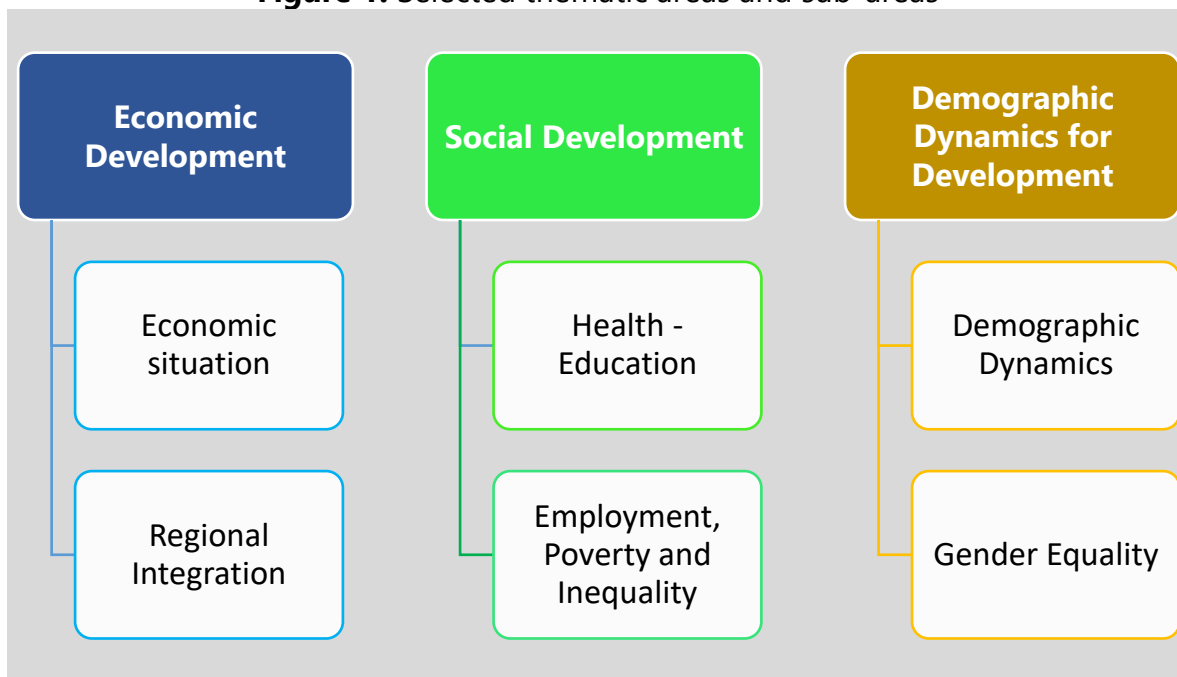 Selected thematic areas and sub-areas
Economic
Development
Economic
situation
Regional
Integration
Social Development
Health -
Education
Employment,
Poverty and
Inequality
Demographic
Dynamics for
Development
Demographic
Dynamics
Gender Equality